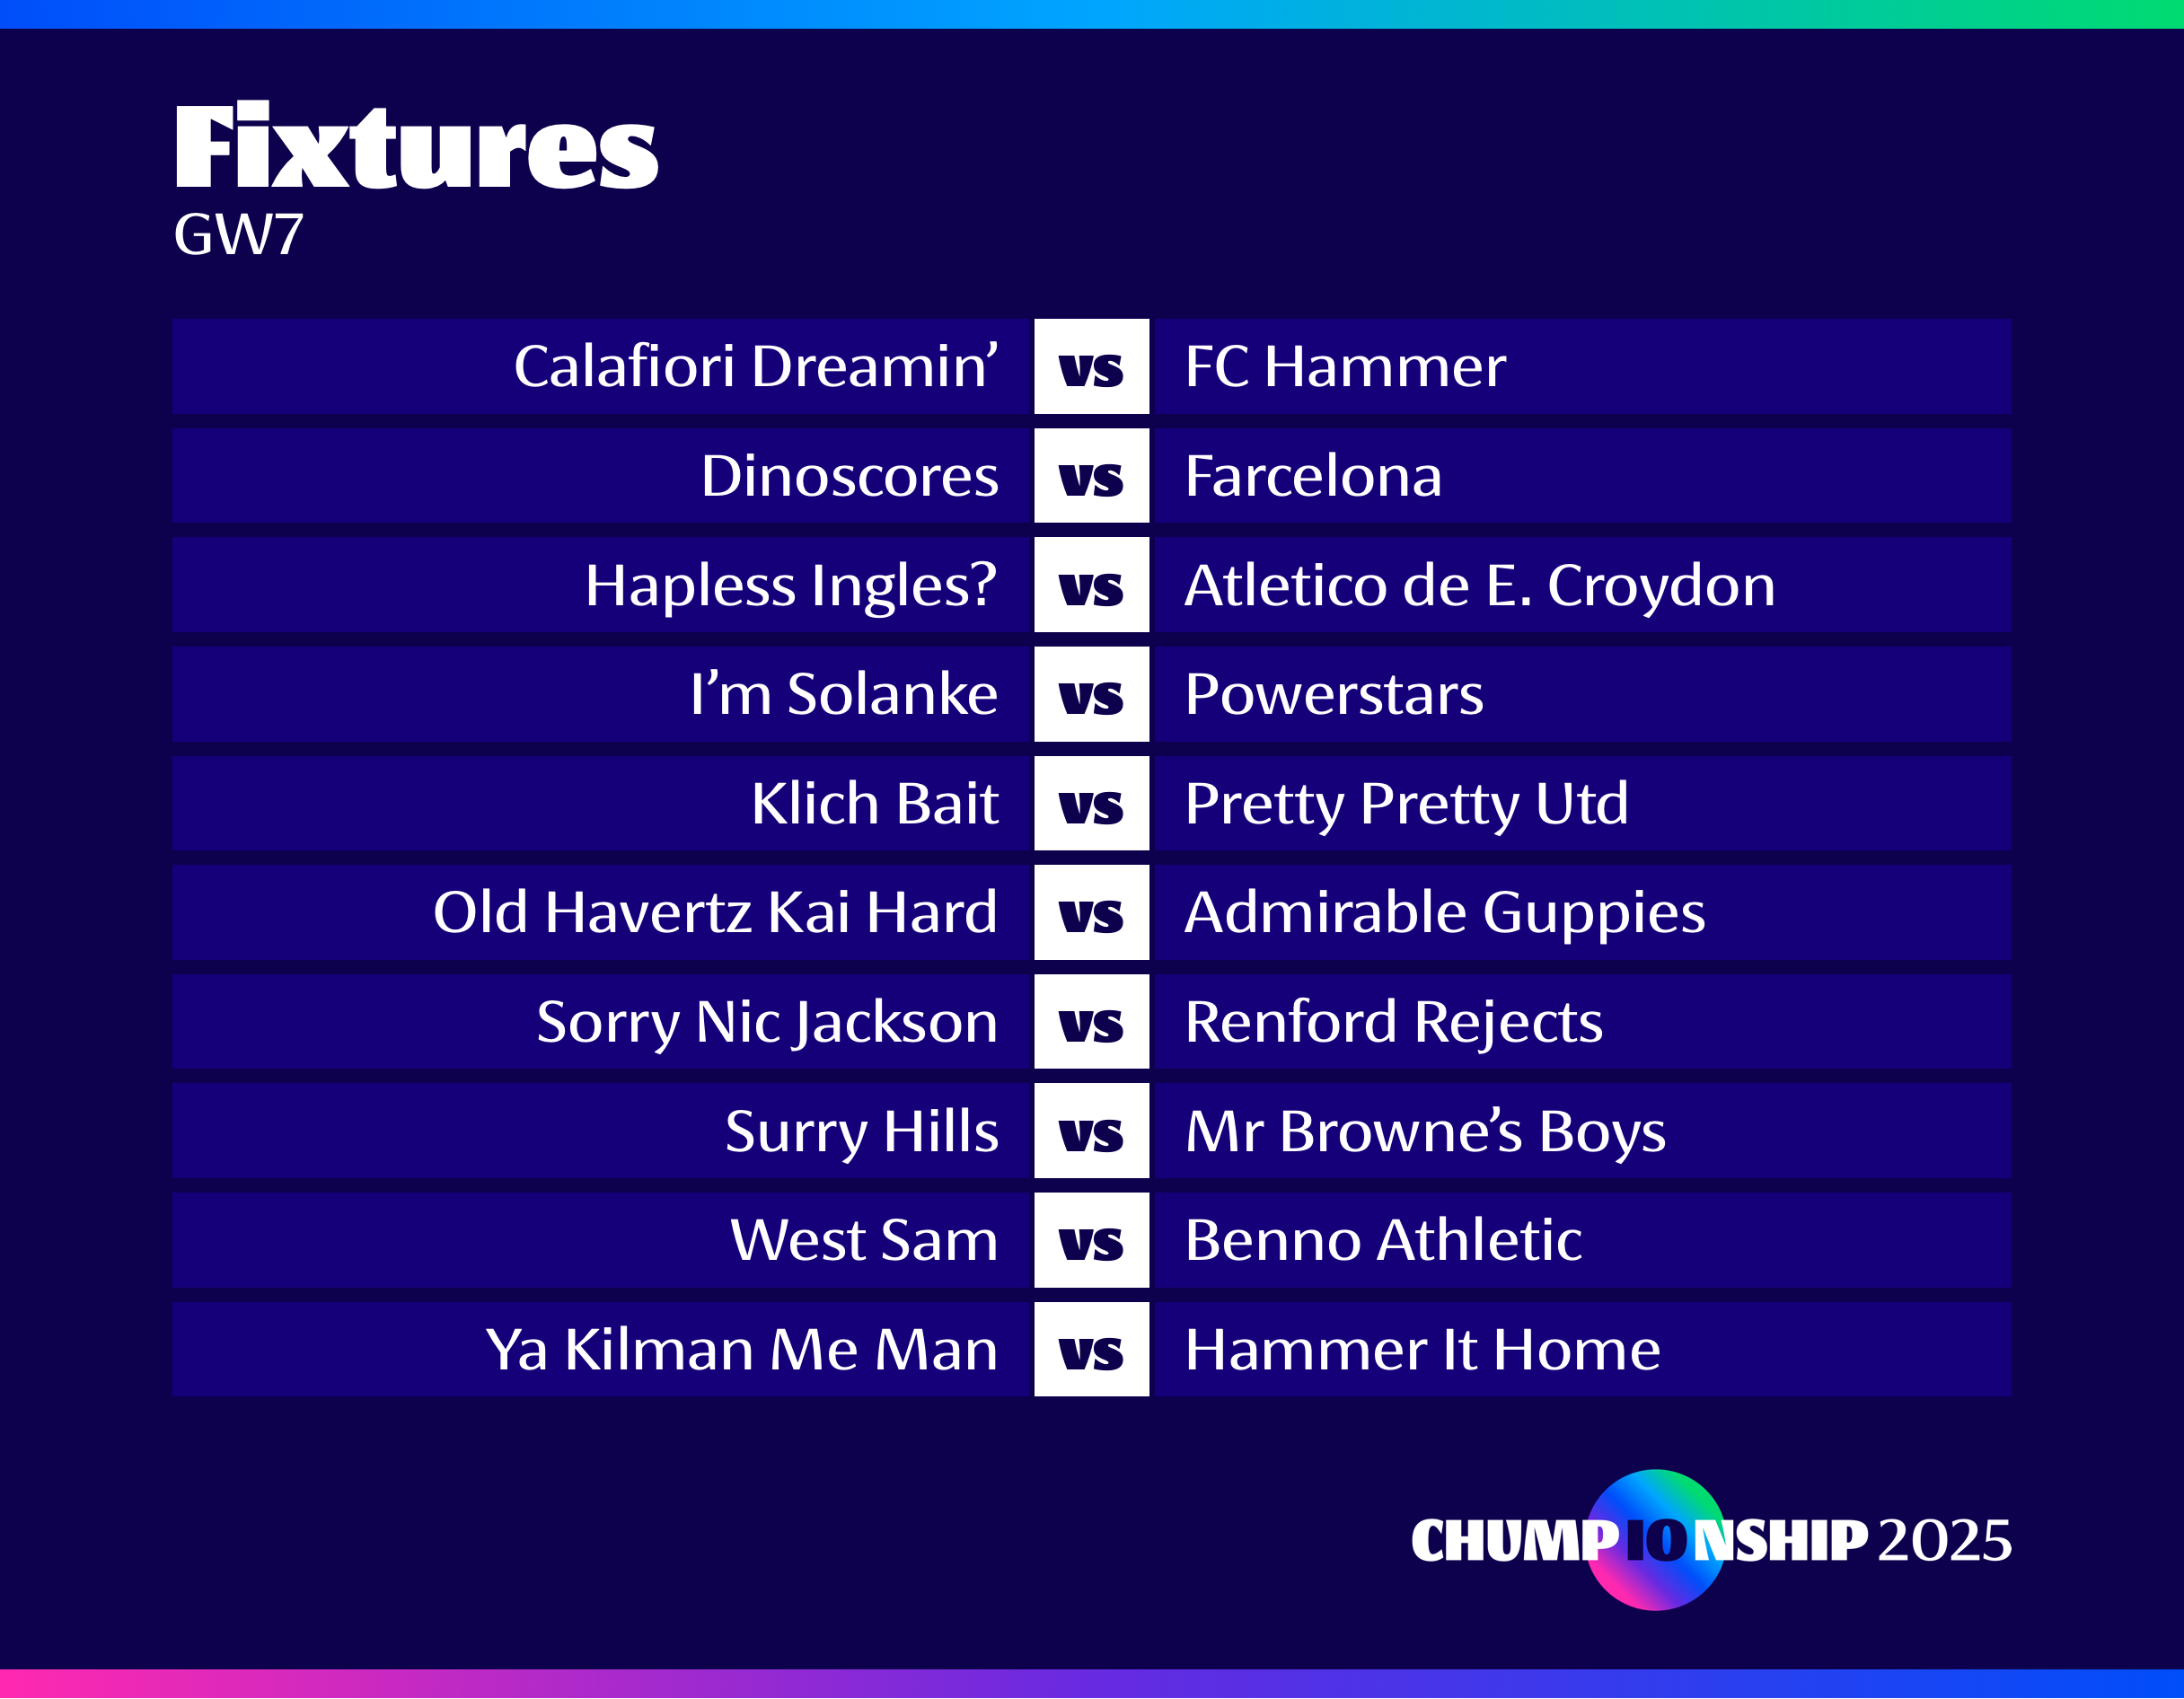 Fixtures
GW7
Calafiori Dreamin’ vs FC Hammer
Dinoscores vs Farcelona
Hapless Ingles? vs Atletico de E. Croydon
I’m Solanke vs Powerstars
Klich Bait vs Pretty Pretty Utd
Old Havertz Kai Hard vs Admirable Guppies
Sorry Nic Jackson vs Renford Rejects
Surry Hills vs Mr Browne’s Boys
West Sam vs Benno Athletic
Ya Kilman Me Man vs Hammer It Home
CHUMPIONSHIP 2025